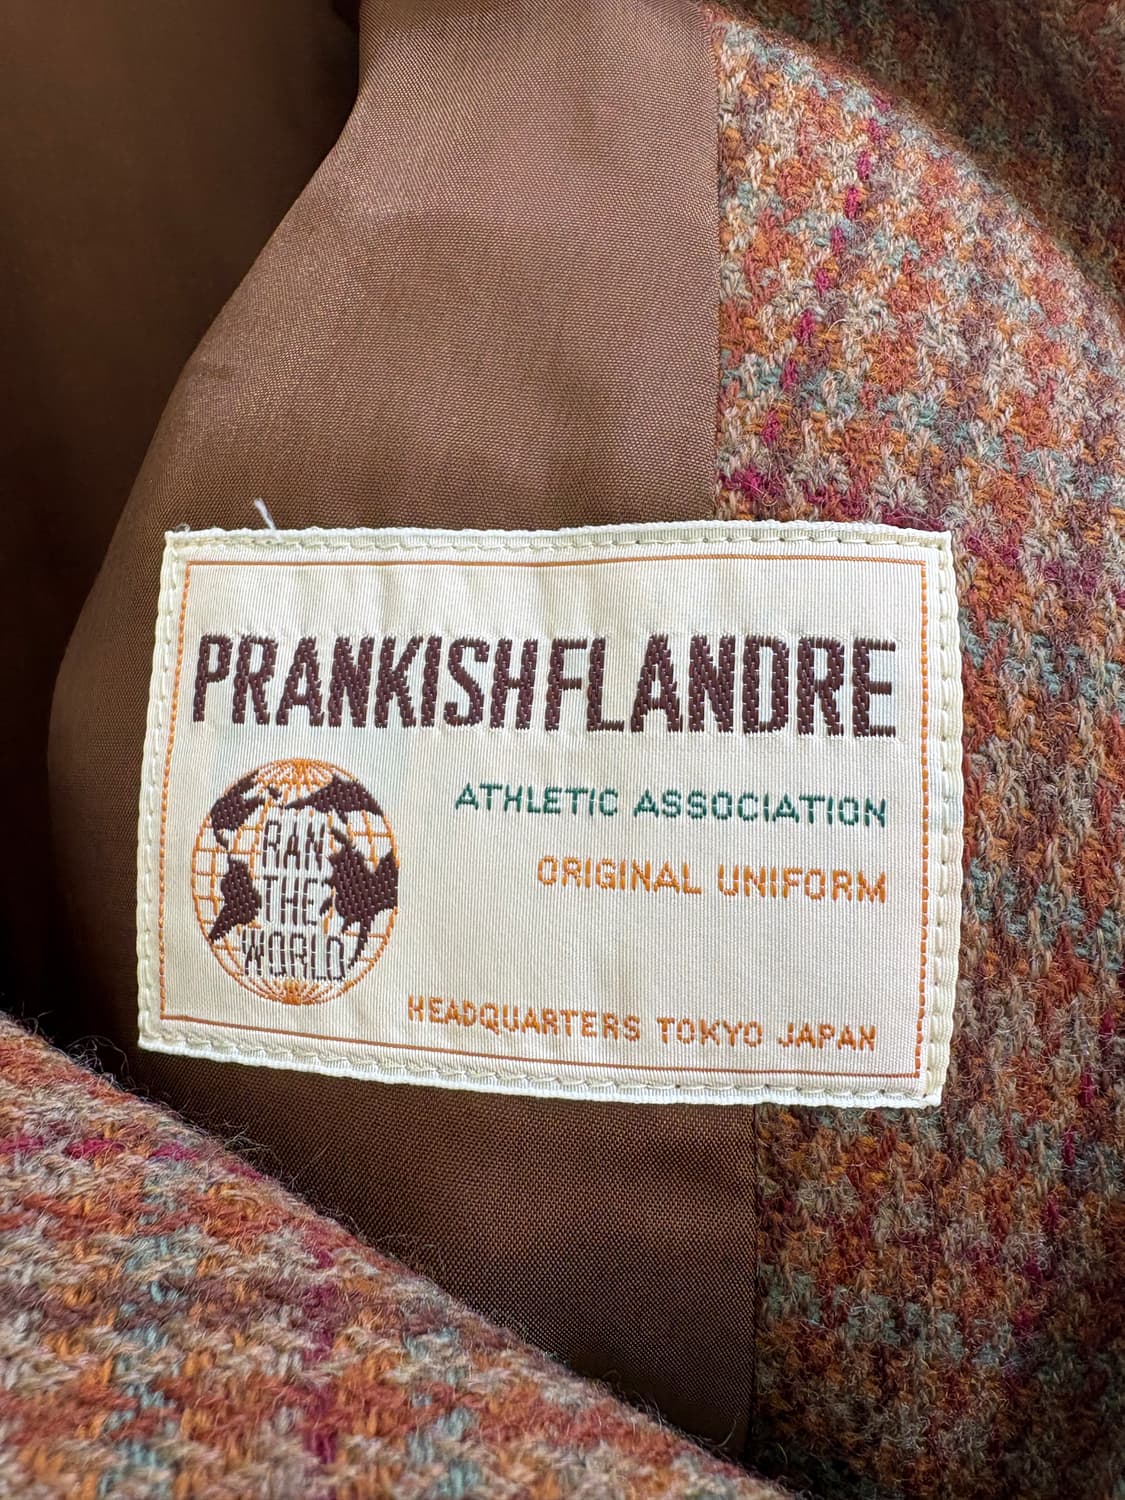 PRANKISHFLANDRE
ATHLETIC ASSOCIATION
ORIGINAL UNIFORM
RAN
THE
WORLD
HEADQUARTERS TOKYO JAPAN